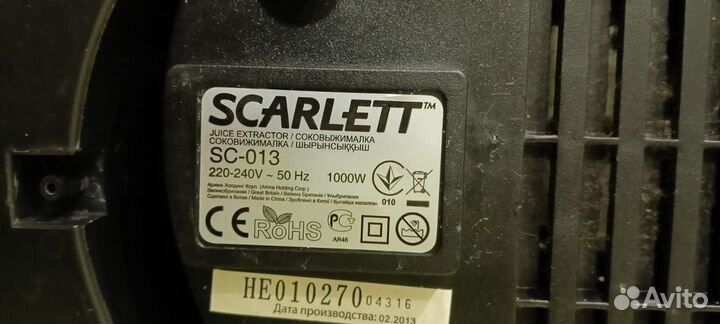 SCARLETT™
JUICE EXTRACTOR / СОКОВЫЖИМАЛКА
СОКОВИЖИМАЛКА / ШЫРЫНСЫҚҚЫШ
SC-013
220-240V ~ 50 Hz 1000W
010
Арима Холдинг Корп. (Arima Holding Corp.)
Великобритания / Great Britain / Велика Британія / Ұлыбритания
Сделано в Китае / Made in China / Зроблено в Китаї / Қытайда жасалған
CE RoHS РСТ
АЯ46
HE010270 04316
Дата производства: 02.2013
Avito